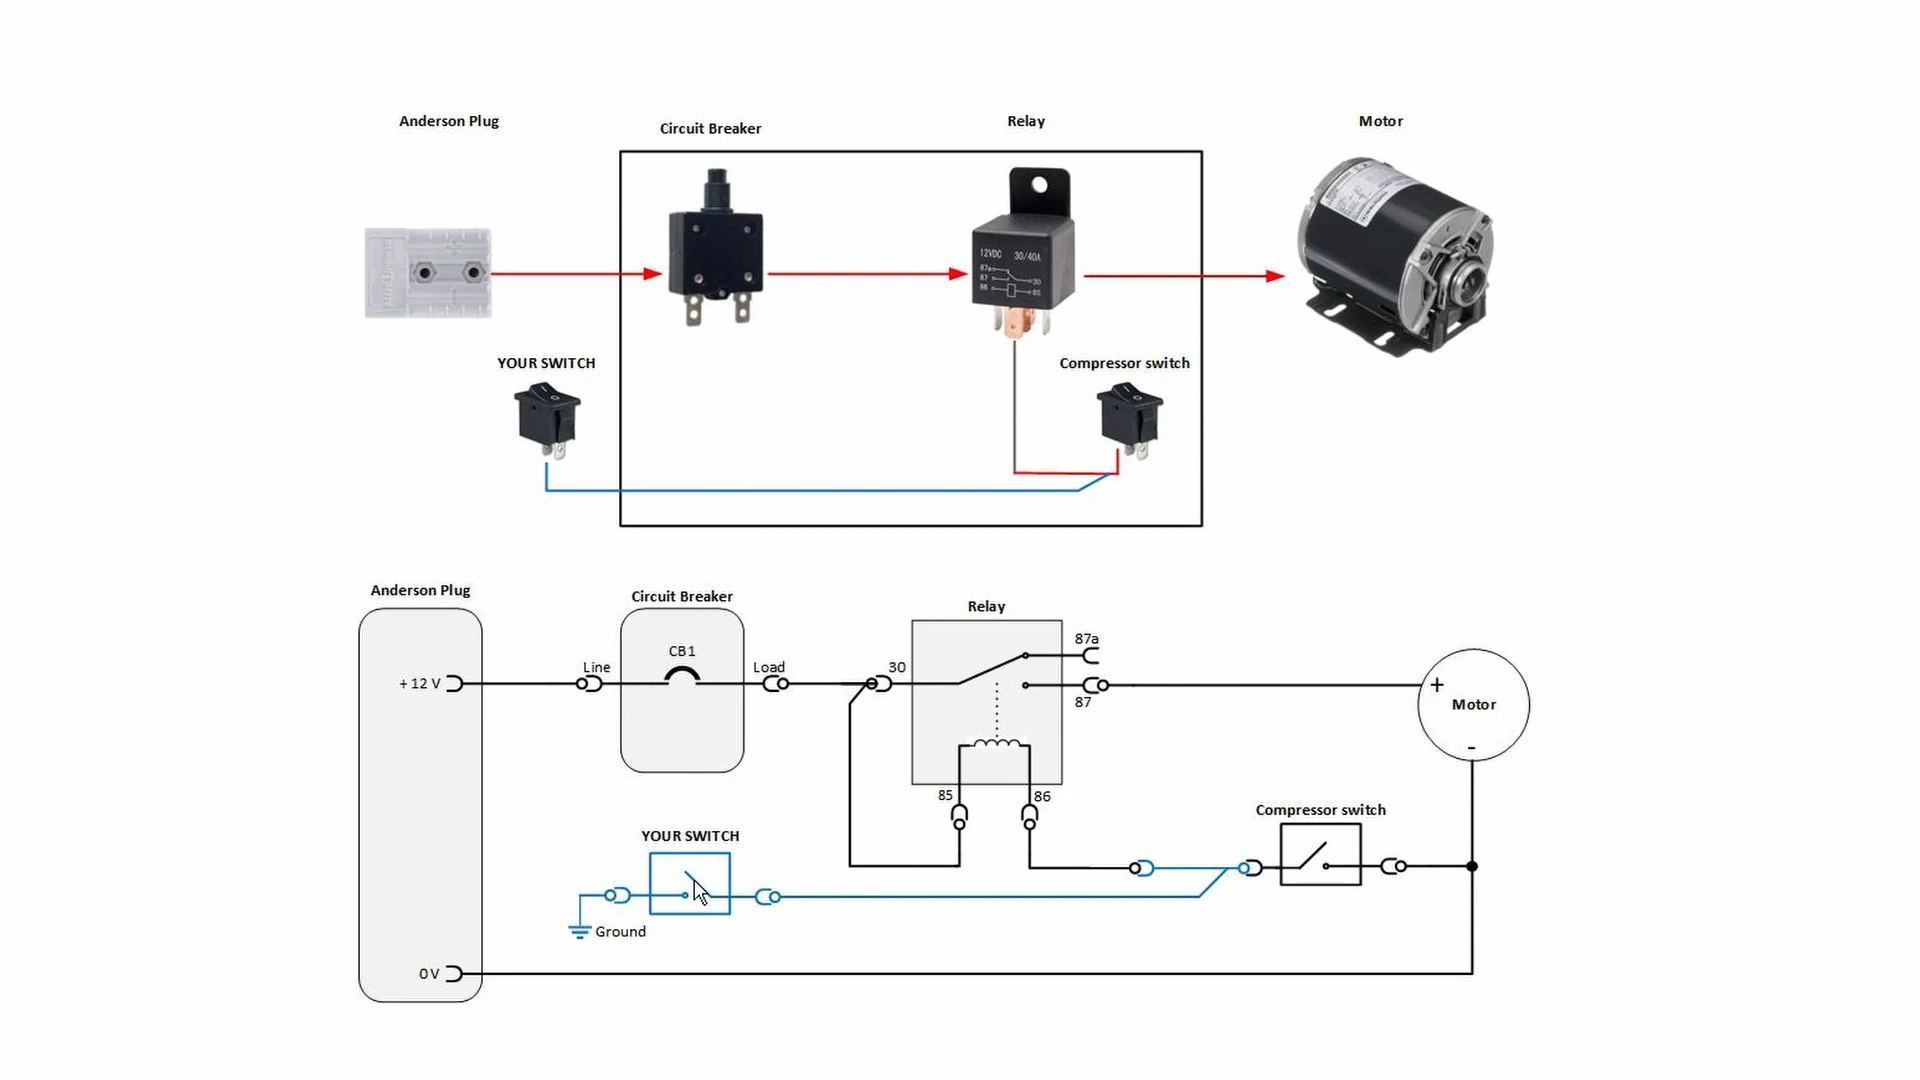 Anderson Plug
Circuit Breaker
Relay
Motor
12VDC 30/40A
87a
87
30
86
85
YOUR SWITCH
Compressor switch
Anderson Plug
Circuit Breaker
Relay
CB1
87a
Line
Load
30
+ 12 V
+
87
Motor
-
85
86
Compressor switch
YOUR SWITCH
Ground
0 V